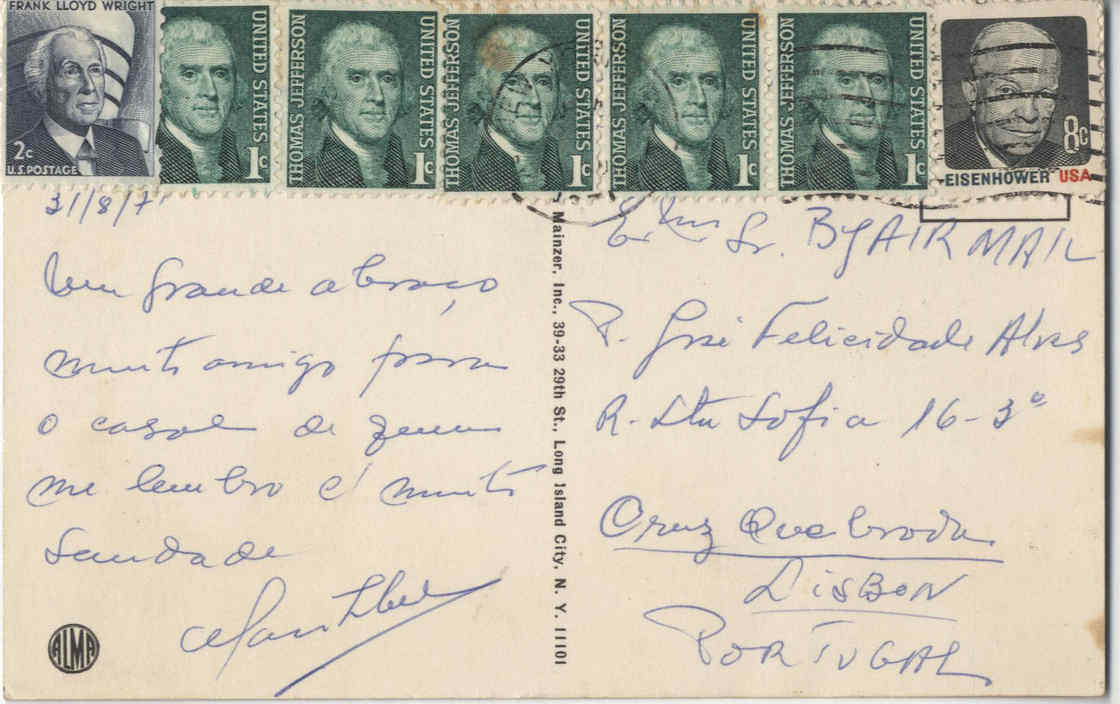 FRANK LLOYD WRIGHT
2c
U.S. POSTAGE
UNITED STATES
1c
THOMAS JEFFERSON
UNITED STATES
1c
THOMAS JEFFERSON
UNITED STATES
1c
THOMAS JEFFERSON
UNITED STATES
1c
THOMAS JEFFERSON
UNITED STATES
1c
8c
EISENHOWER USA
31/8/7
Um grande abraço
muito amigo para
o casal de quem
me lembro c/ muita
saudade
ALMA
Mainzer, Inc., 39-33 29th St., Long Island City, N. Y. 11101
Exmo Sr. BY AIR MAIL
P. José Felicidade Alves
R. Sta Sofia 16-3º
Cruz Quebrada
LISBON
PORTUGAL